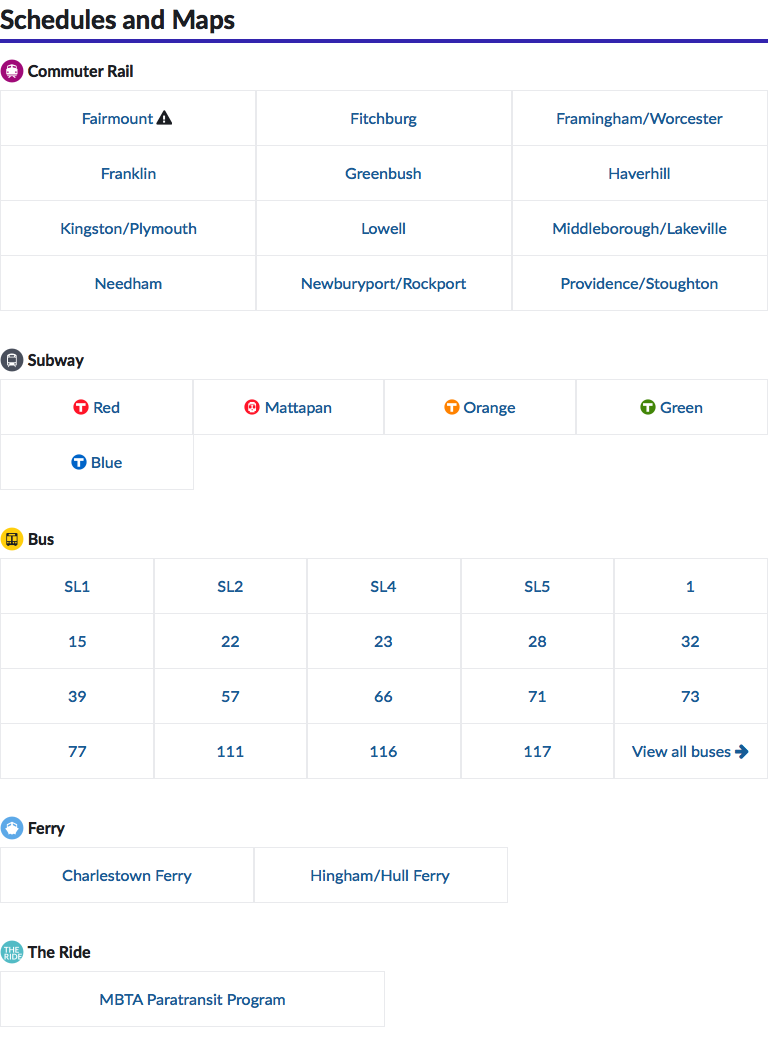 Schedules and Maps
Commuter Rail
Fairmount Fitchburg Framingham/Worcester
Franklin Greenbush Haverhill
Kingston/Plymouth Lowell Middleborough/Lakeville
Needham Newburyport/Rockport Providence/Stoughton
Subway
T Red Mattapan T Orange T Green
T Blue
Bus
SL1 SL2 SL4 SL5 1
15 22 23 28 32
39 57 66 71 73
77 111 116 117 View all buses
Ferry
Charlestown Ferry Hingham/Hull Ferry
THE RIDE The Ride
MBTA Paratransit Program